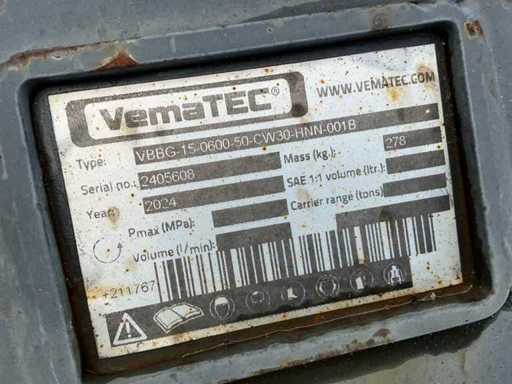 VemaTEC®
WWW.VEMATEC.COM
Type: VBBG-15-0600-50-CW30-HNN-001B
Serial no.: 2405608 Mass (kg.): 278
Year: 2024 SAE 1:1 volume (ltr.):
Pmax (MPa): Carrier range (tons)
Volume (l/min):
+211767